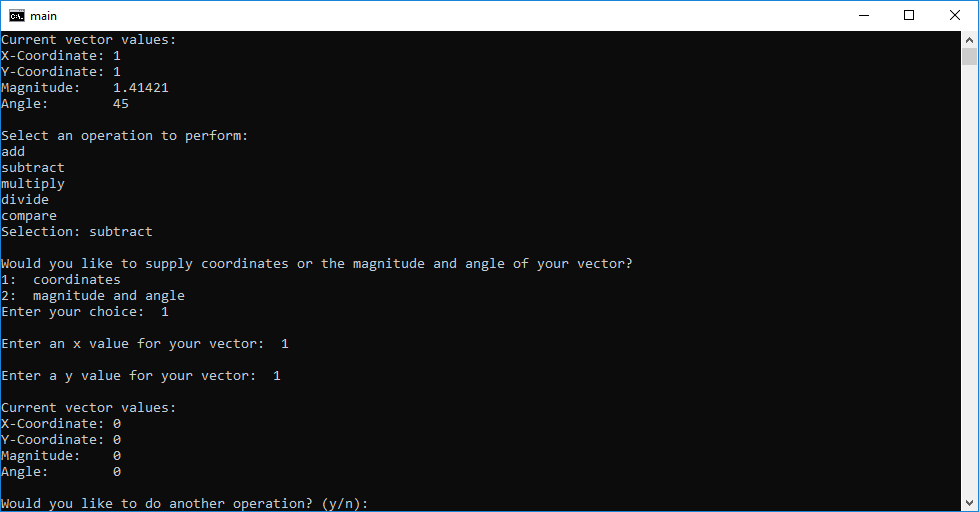 main
Current vector values:
X-Coordinate: 1
Y-Coordinate: 1
Magnitude:    1.41421
Angle:        45
Select an operation to perform:
add
subtract
multiply
divide
compare
Selection: subtract
Would you like to supply coordinates or the magnitude and angle of your vector?
1:  coordinates
2:  magnitude and angle
Enter your choice:  1
Enter an x value for your vector:  1
Enter a y value for your vector:  1
Current vector values:
X-Coordinate: 0
Y-Coordinate: 0
Magnitude:    0
Angle:        0
Would you like to do another operation? (y/n):